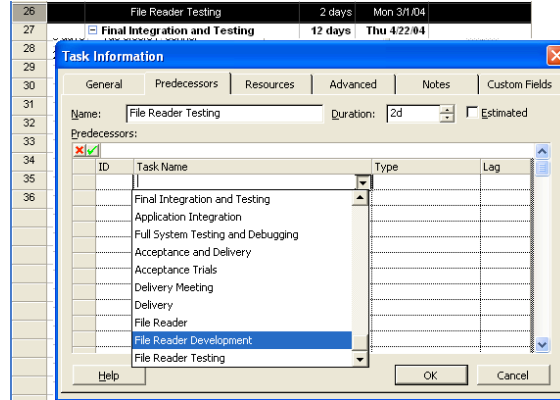 26 File Reader Testing 2 days Mon 3/1/04
27 Final Integration and Testing 12 days Thu 4/22/04
28
Task Information
29
30 General Predecessors Resources Advanced Notes Custom Fields
31 Name: File Reader Testing Duration: 2d Estimated
32
33 Predecessors:
34 ID Task Name Type Lag
35
36 Final Integration and Testing
Application Integration
Full System Testing and Debugging
Acceptance and Delivery
Acceptance Trials
Delivery Meeting
Delivery
File Reader
File Reader Development
File Reader Testing
Help OK Cancel